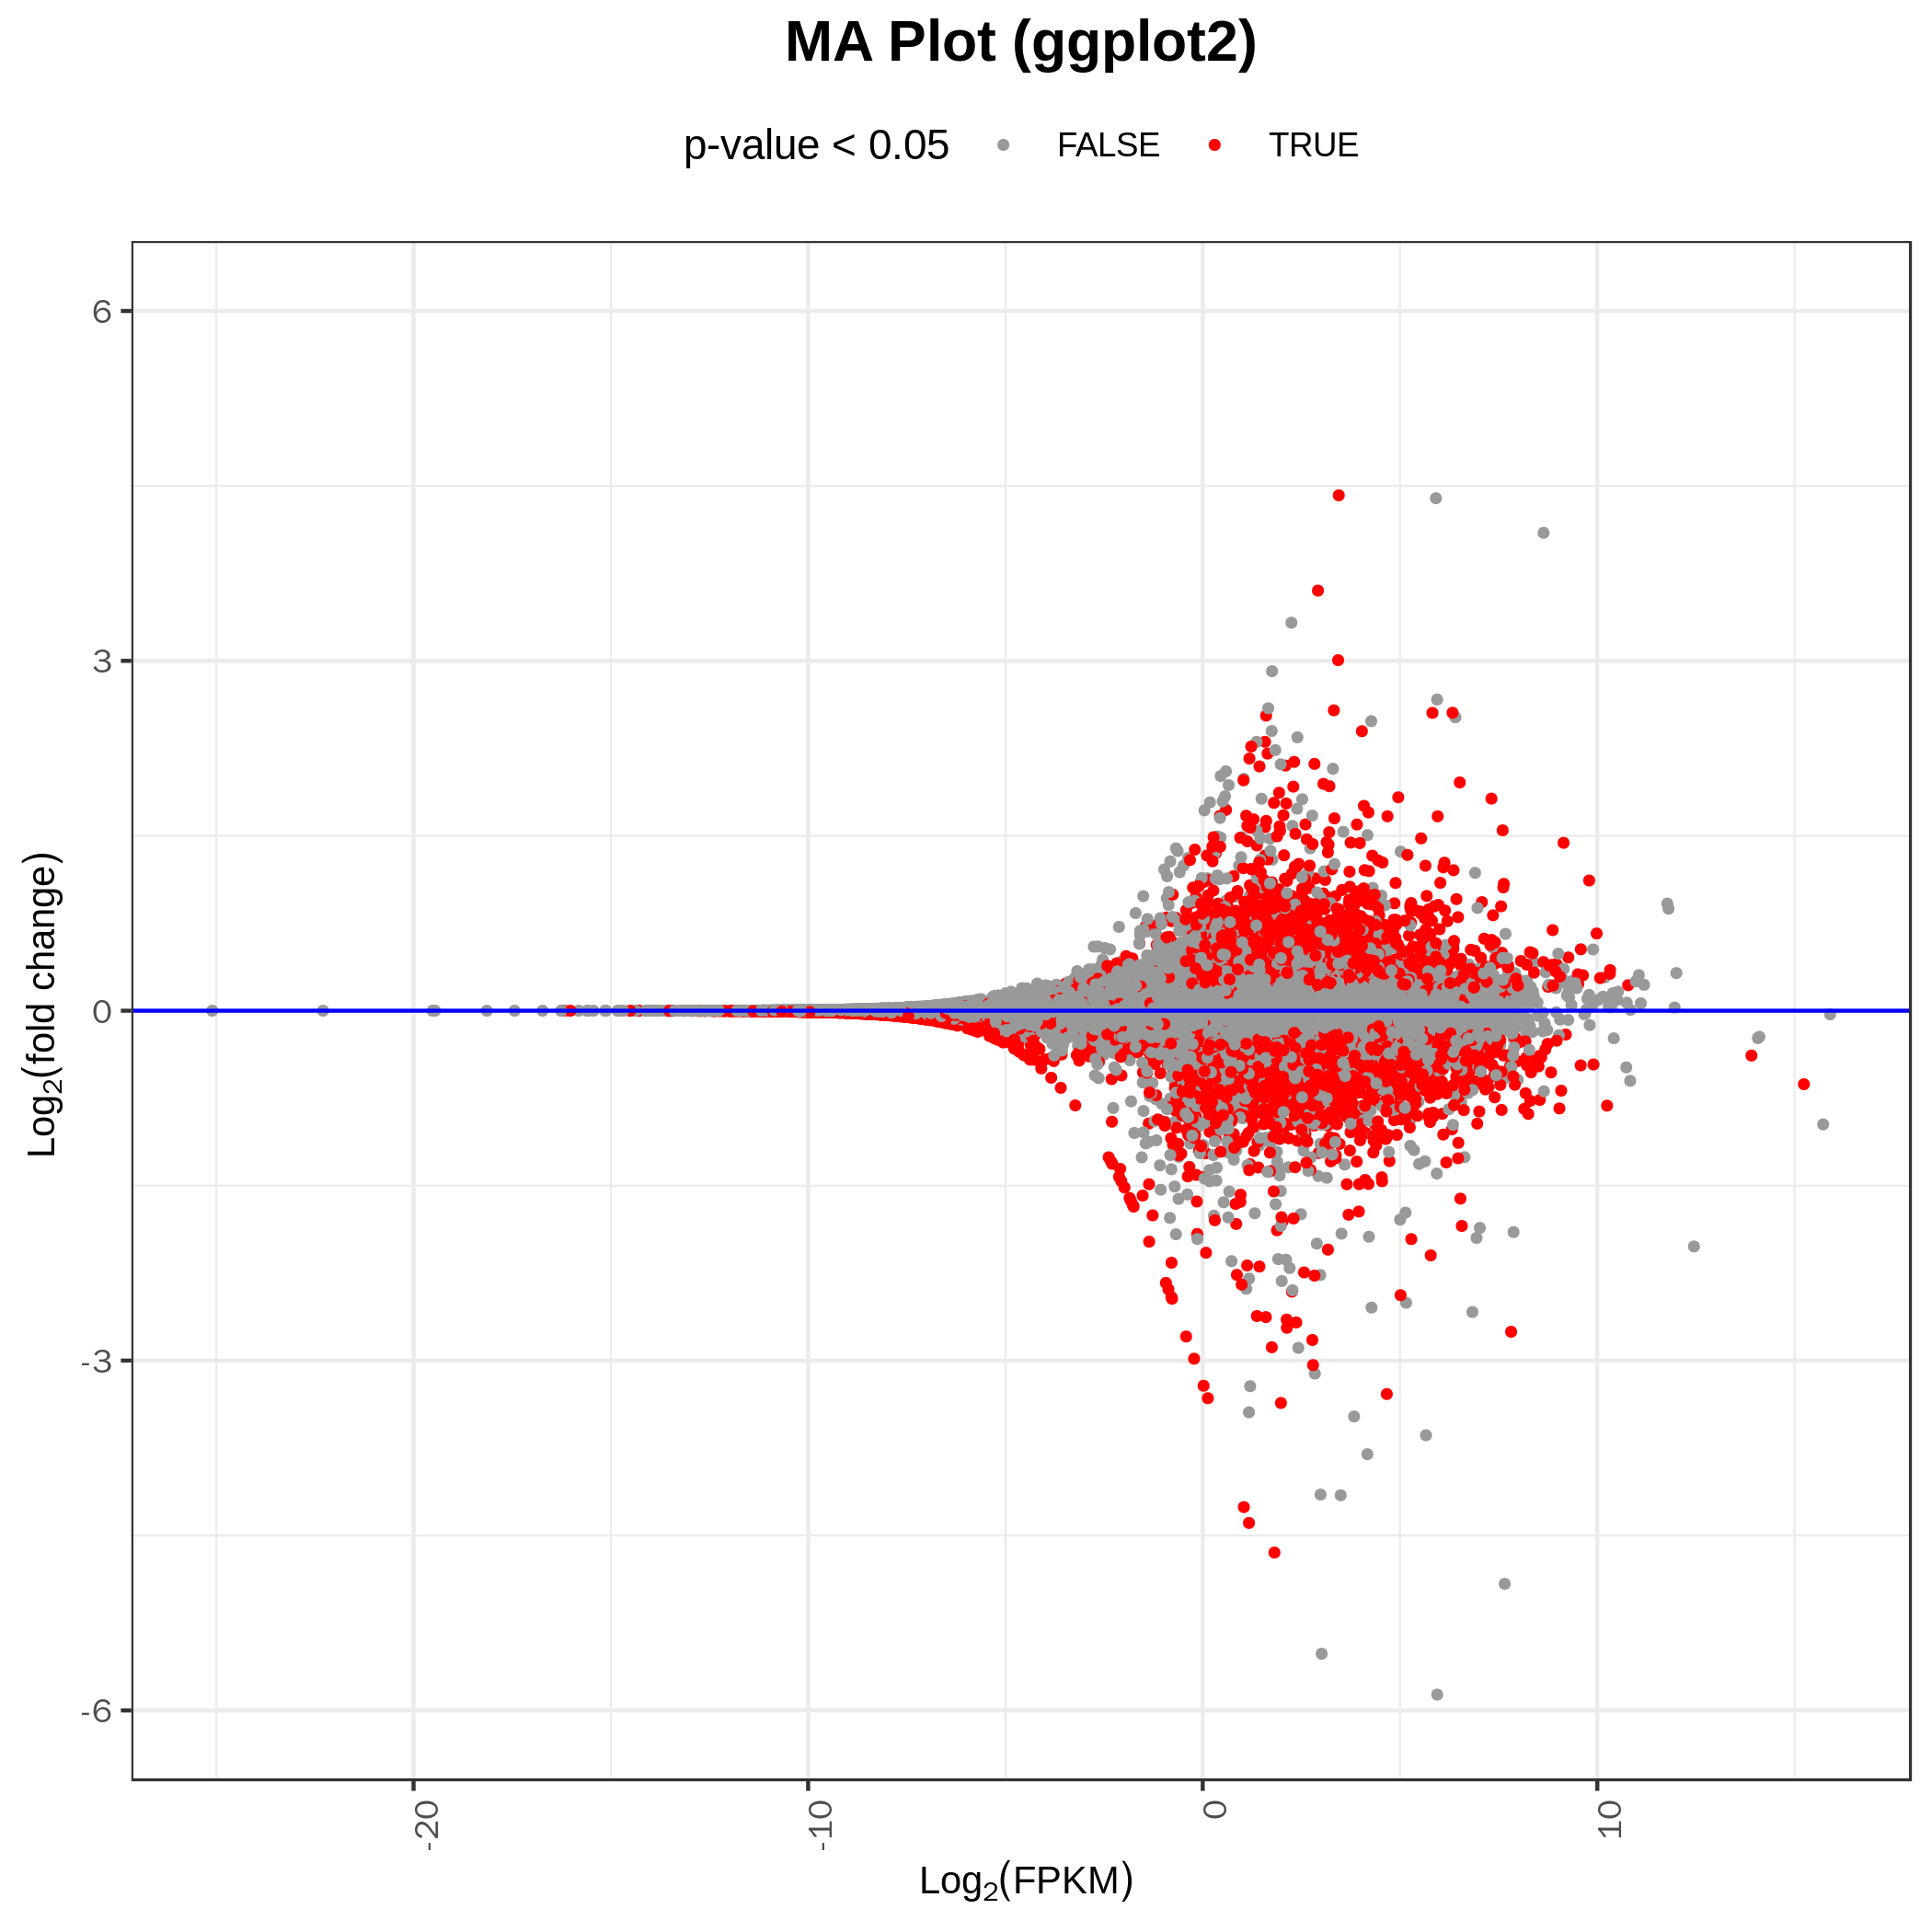 MA Plot (ggplot2)
p-value < 0.05 FALSE TRUE
6
3
0
-3
-6
Log₂(fold change)
-20 -10 0 10
Log₂(FPKM)